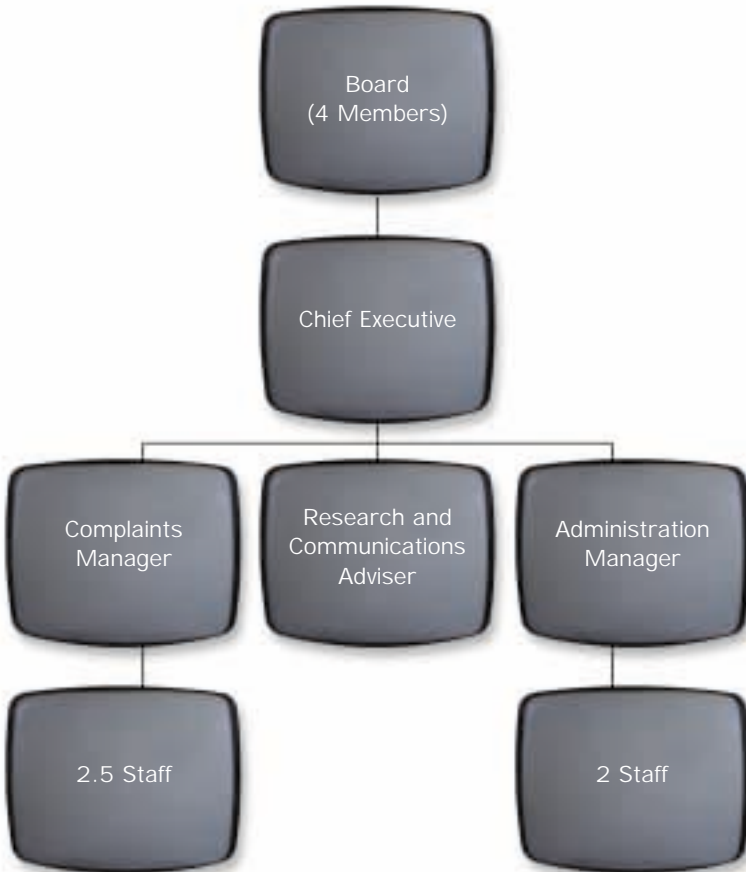 Board
(4 Members)
Chief Executive
Complaints
Manager
Research and
Communications
Adviser
Administration
Manager
2.5 Staff
2 Staff